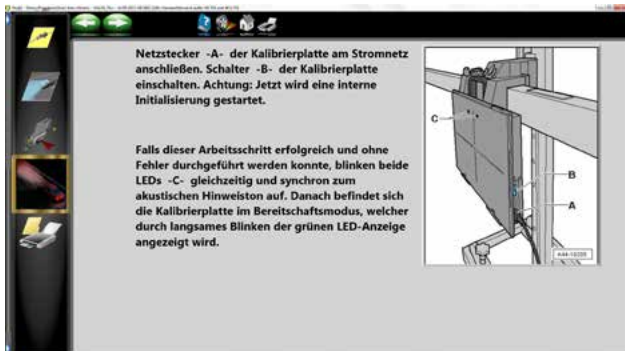 Netzstecker -A- der Kalibrierplatte am Stromnetz
anschließen. Schalter -B- der Kalibrierplatte
einschalten. Achtung: Jetzt wird eine interne
Initialisierung gestartet.
Falls dieser Arbeitsschritt erfolgreich und ohne
Fehler durchgeführt werden konnte, blinken beide
LEDs -C- gleichzeitig und synchron zum
akustischen Hinweiston auf. Danach befindet sich
die Kalibrierplatte im Bereitschaftsmodus, welcher
durch langsames Blinken der grünen LED-Anzeige
angezeigt wird.
C
B
A